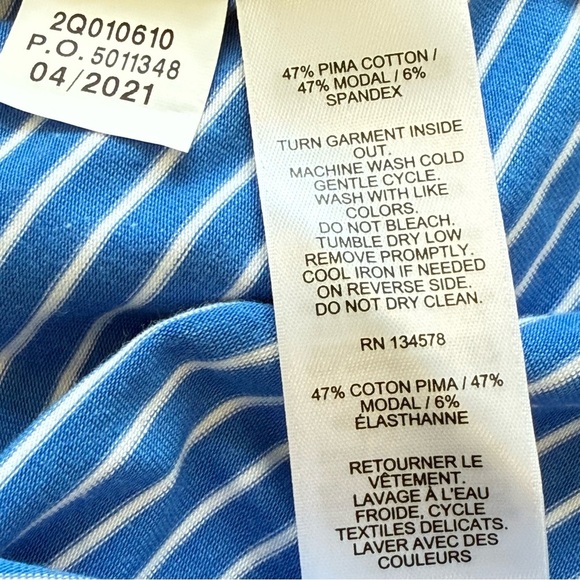 2Q010610
P.O. 5011348
04/2021
47% PIMA COTTON /
47% MODAL / 6%
SPANDEX
TURN GARMENT INSIDE
OUT.
MACHINE WASH COLD
GENTLE CYCLE.
WASH WITH LIKE
COLORS.
DO NOT BLEACH.
TUMBLE DRY LOW
REMOVE PROMPTLY.
COOL IRON IF NEEDED
ON REVERSE SIDE.
DO NOT DRY CLEAN.
RN 134578
47% COTON PIMA / 47%
MODAL / 6%
ÉLASTHANNE
RETOURNER LE
VÊTEMENT.
LAVAGE À L'EAU
FROIDE, CYCLE
TEXTILES DELICATS.
LAVER AVEC DES
COULEURS